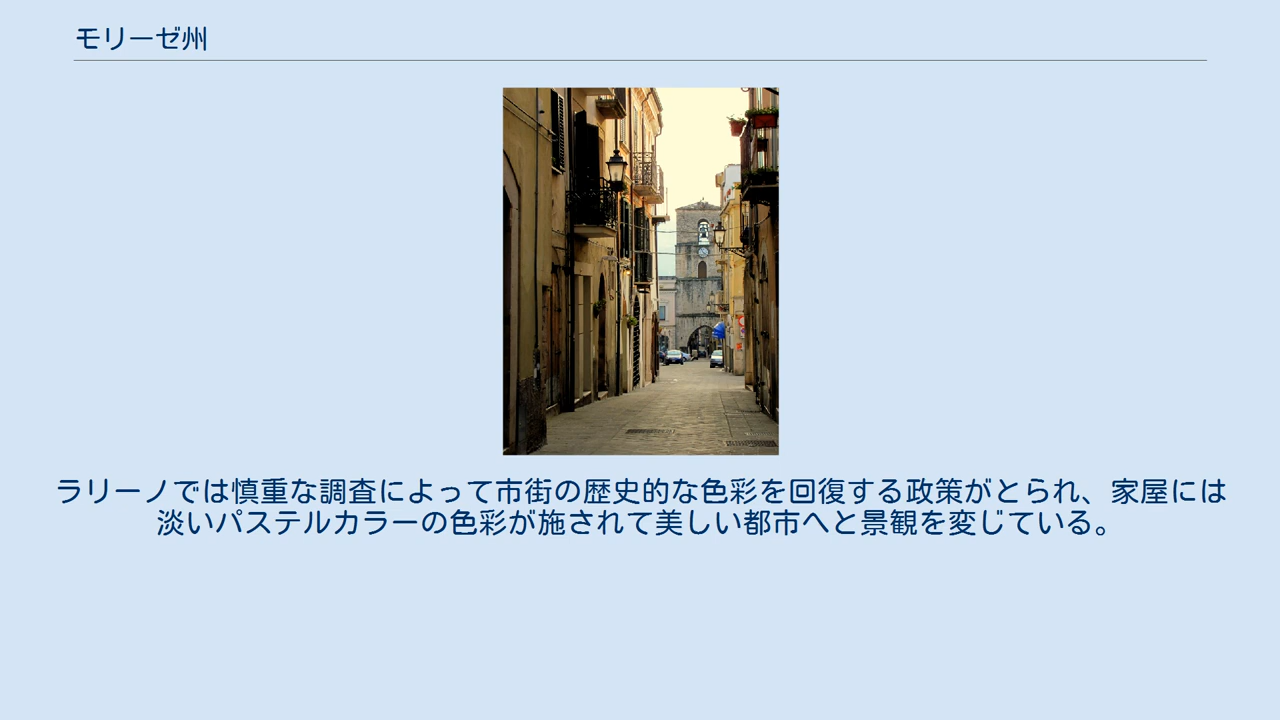 モリーゼ州
ラリーノでは慎重な調査によって市街の歴史的な色彩を回復する政策がとられ、家屋には
淡いパステルカラーの色彩が施されて美しい都市へと景観を変じている。